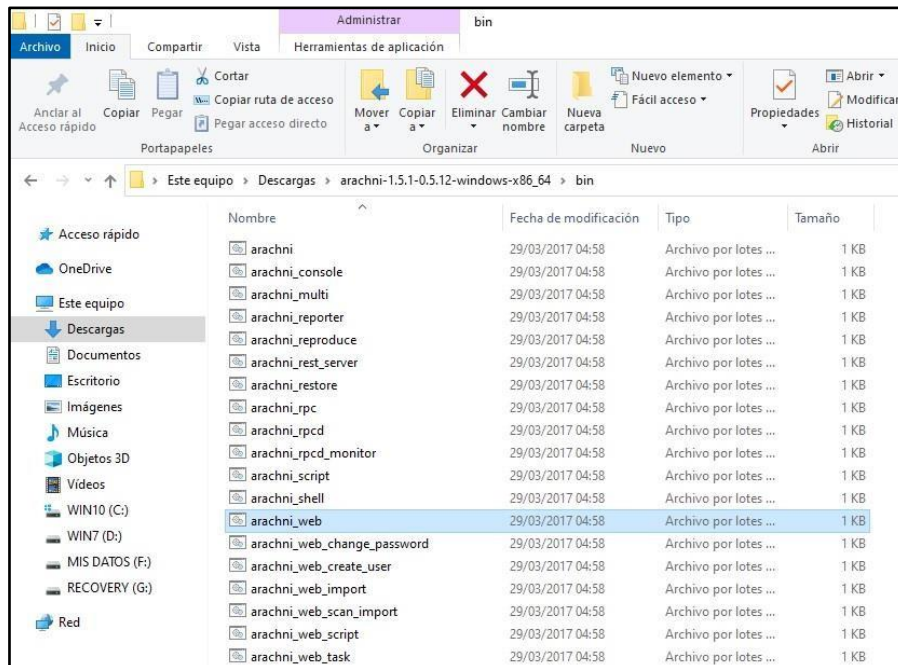 Administrar bin
Archivo Inicio Compartir Vista Herramientas de aplicación
Anclar al Acceso rápido
Copiar
Pegar
Cortar
Copiar ruta de acceso
Pegar acceso directo
Portapapeles
Mover a
Copiar a
Eliminar
Cambiar nombre
Organizar
Nueva carpeta
Nuevo elemento
Fácil acceso
Nuevo
Propiedades
Abrir
Modificar
Historial
Abrir
Este equipo > Descargas > arachni-1.5.1-0.5.12-windows-x86_64 > bin
Acceso rápido
OneDrive
Este equipo
Descargas
Documentos
Escritorio
Imágenes
Música
Objetos 3D
Vídeos
WIN10 (C:)
WIN7 (D:)
MIS DATOS (F:)
RECOVERY (G:)
Red
Nombre Fecha de modificación Tipo Tamaño
arachni 29/03/2017 04:58 Archivo por lotes ... 1 KB
arachni_console 29/03/2017 04:58 Archivo por lotes ... 1 KB
arachni_multi 29/03/2017 04:58 Archivo por lotes ... 1 KB
arachni_reporter 29/03/2017 04:58 Archivo por lotes ... 1 KB
arachni_reproduce 29/03/2017 04:58 Archivo por lotes ... 1 KB
arachni_rest_server 29/03/2017 04:58 Archivo por lotes ... 1 KB
arachni_restore 29/03/2017 04:58 Archivo por lotes ... 1 KB
arachni_rpc 29/03/2017 04:58 Archivo por lotes ... 1 KB
arachni_rpcd 29/03/2017 04:58 Archivo por lotes ... 1 KB
arachni_rpcd_monitor 29/03/2017 04:58 Archivo por lotes ... 1 KB
arachni_script 29/03/2017 04:58 Archivo por lotes ... 1 KB
arachni_shell 29/03/2017 04:58 Archivo por lotes ... 1 KB
arachni_web 29/03/2017 04:58 Archivo por lotes ... 1 KB
arachni_web_change_password 29/03/2017 04:58 Archivo por lotes ... 1 KB
arachni_web_create_user 29/03/2017 04:58 Archivo por lotes ... 1 KB
arachni_web_import 29/03/2017 04:58 Archivo por lotes ... 1 KB
arachni_web_scan_import 29/03/2017 04:58 Archivo por lotes ... 1 KB
arachni_web_script 29/03/2017 04:58 Archivo por lotes ... 1 KB
arachni_web_task 29/03/2017 04:58 Archivo por lotes ... 1 KB